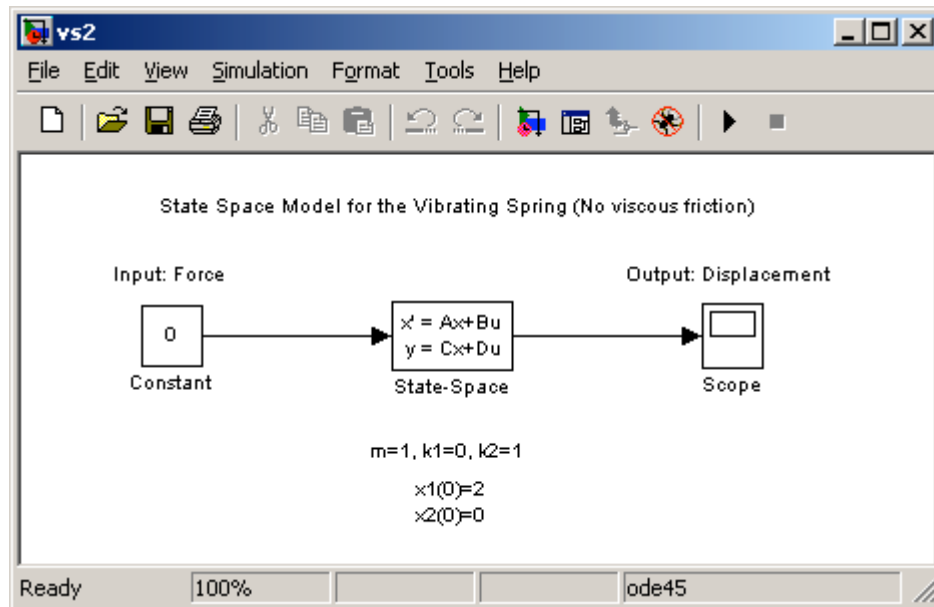 vs2
File Edit View Simulation Format Tools Help
State Space Model for the Vibrating Spring (No viscous friction)
Input: Force
Output: Displacement
0
x' = Ax+Bu
y = Cx+Du
Constant
State-Space
Scope
m=1, k1=0, k2=1
x1(0)=2
x2(0)=0
Ready 100% ode45